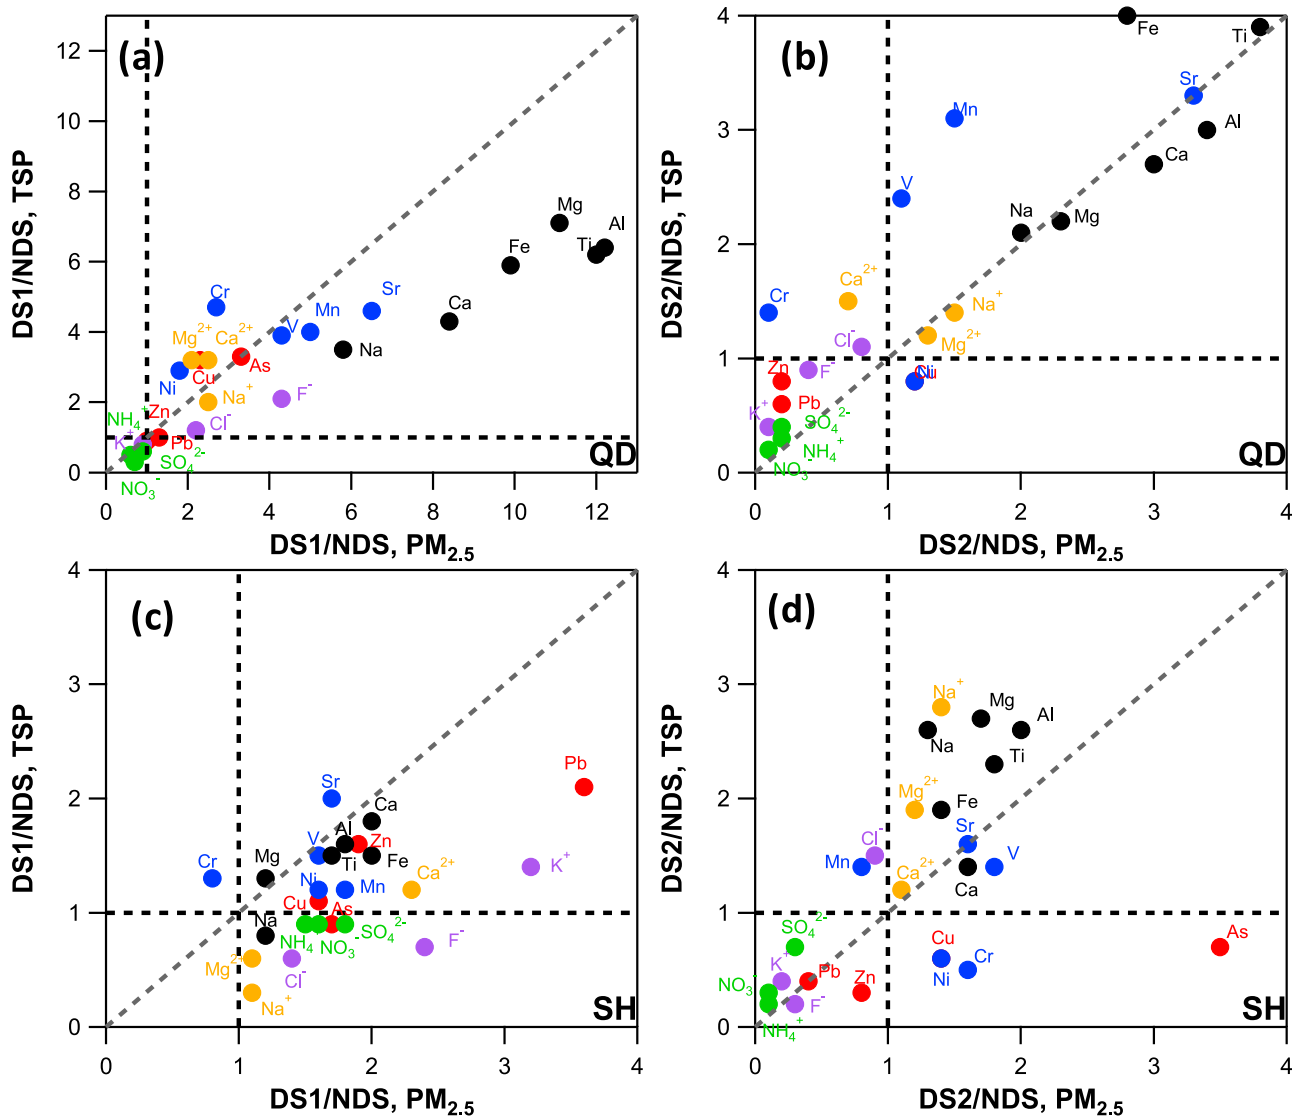 (a)
DS1/NDS, TSP
12
10
8
6
4
2
0
Mg
Al
Ti
Fe
Ca
Sr
Mn
V
Na
Cr
Mg²⁺
Ca²⁺
As
Cu
Ni
Na⁺
F⁻
Cl⁻
NH₄⁺
Zn
K⁺
Pb
SO₄²⁻
NO₃⁻
QD
0 2 4 6 8 10 12
DS1/NDS, PM₂.₅
(b)
DS2/NDS, TSP
4
3
2
1
0
Fe
Ti
Sr
Mn
Al
Ca
V
Na
Mg
Ca²⁺
Cr
Na⁺
Cl⁻
Mg²⁺
Zn
F⁻
Cu
Ni
Pb
K⁺
SO₄²⁻
NH₄⁺
NO₃⁻
QD
0 1 2 3 4
DS2/NDS, PM₂.₅
(c)
DS1/NDS, TSP
4
3
2
1
0
Pb
Sr
Ca
V
Al
Zn
Ti
Fe
Cr
Mg
Ni
Mn
Ca²⁺
K⁺
Cu
As
Na
NH₄
NO₃⁻
SO₄²⁻
F⁻
Mg²⁺
Cl⁻
Na⁺
SH
0 1 2 3 4
DS1/NDS, PM₂.₅
(d)
DS2/NDS, TSP
4
3
2
1
0
Na⁺
Mg
Al
Na
Ti
Mg²⁺
Fe
Sr
Cl⁻
Mn
V
Ca²⁺
Ca
SO₄²⁻
Cu
As
Cr
Ni
K⁺
Pb
Zn
NO₃⁻
F⁻
NH₄⁺
SH
0 1 2 3 4
DS2/NDS, PM₂.₅